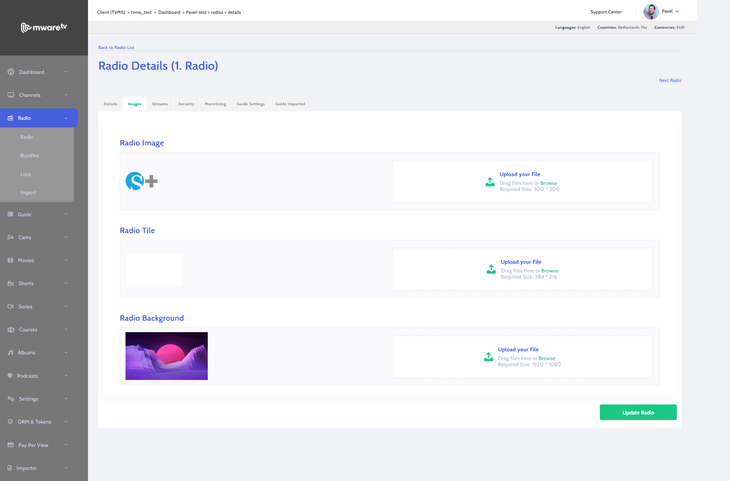 Client (TVMS) > tvms_test > Dashboard > Pavel-test > radios > details
Support Center
Pavel
mware tv
Languages: English Countries: Netherlands The Currencies: EUR
Back to Radio List
Radio Details (1. Radio)
Next Radio
Dashboard
Channels
Radio
Radio
Bundles
Lists
Import
Guide
Cams
Movies
Shorts
Series
Courses
Albums
Podcasts
Settings
DRM & Tokens
Pay Per View
Importer
Details
Images
Streams
Security
Monetising
Guide Settings
Guide Imported
Radio Image
Upload your File
Drag files here or Browse
Required Size: 300 * 300
Radio Tile
Upload your File
Drag files here or Browse
Required Size: 384 * 216
Radio Background
Upload your File
Drag files here or Browse
Required Size: 1920 * 1080
Update Radio